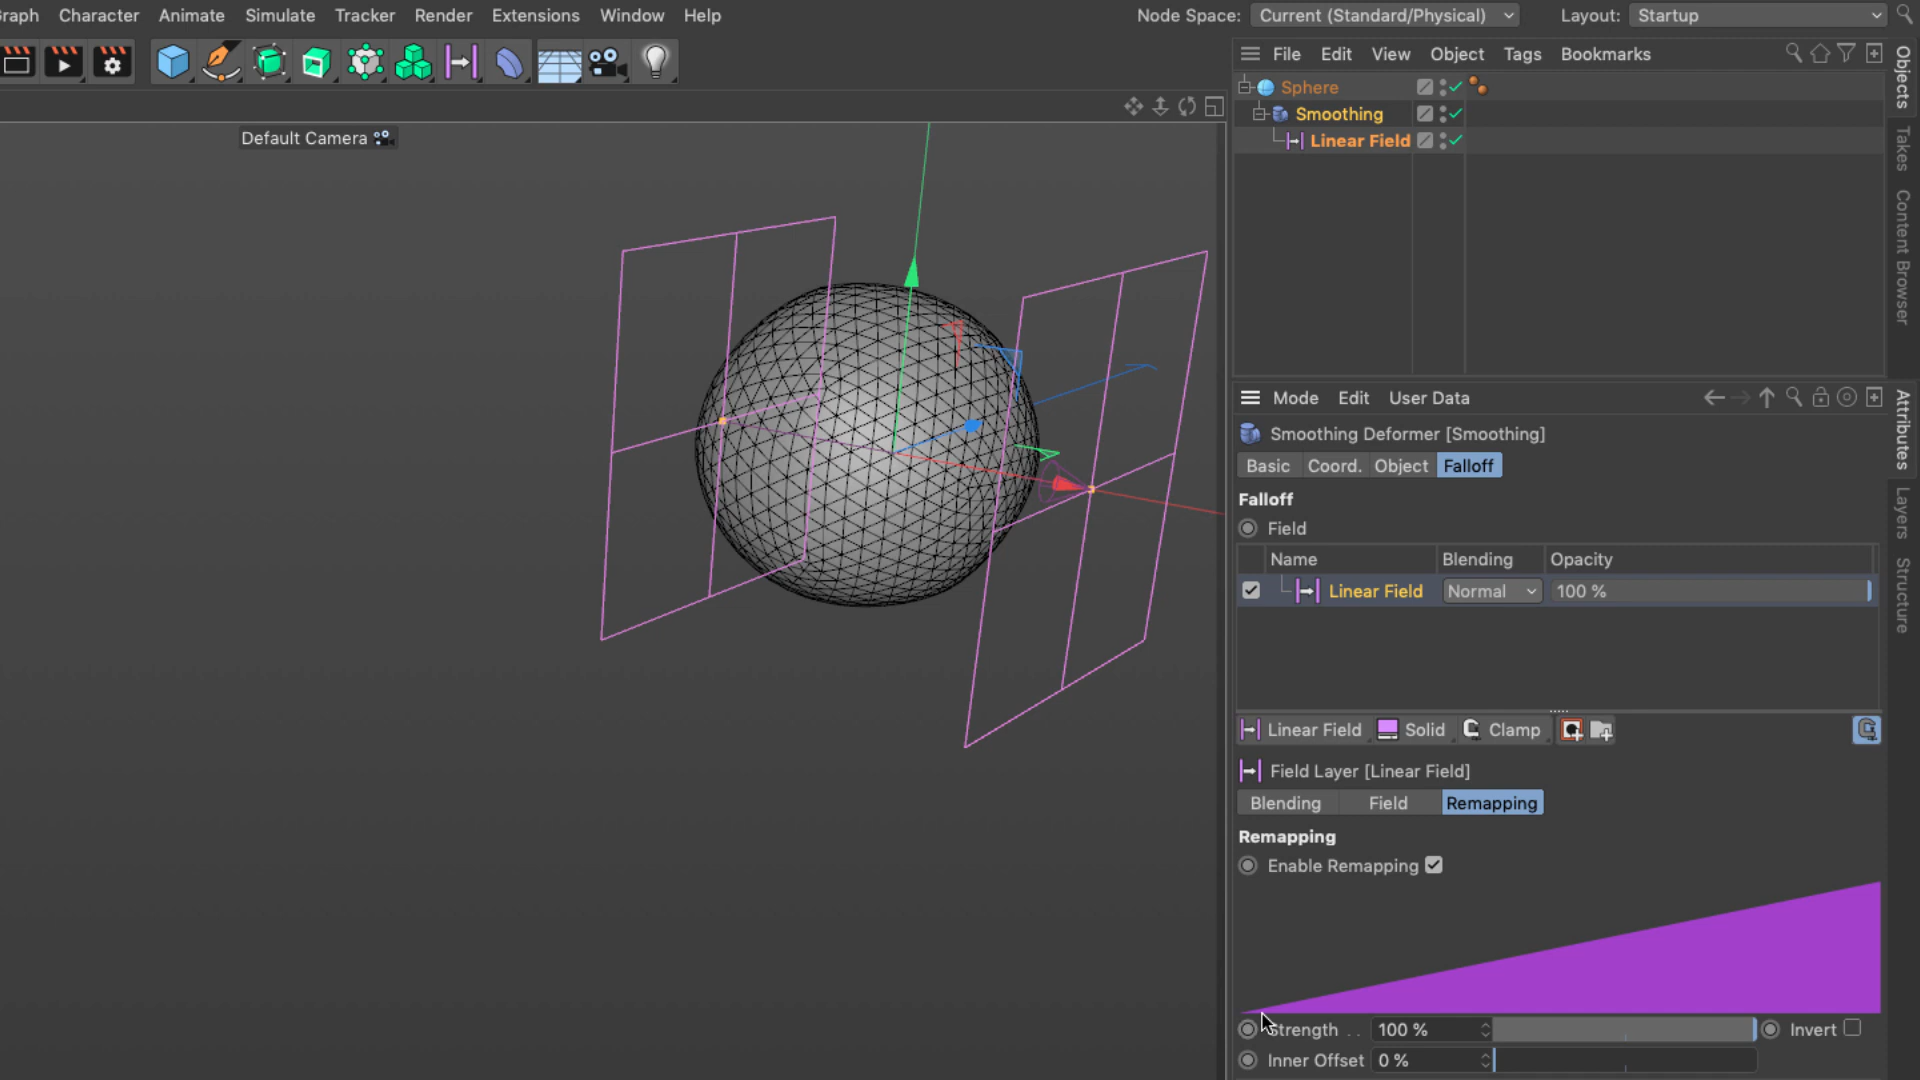 raph Character Animate Simulate Tracker Render Extensions Window Help Node Space: Current (Standard/Physical) Layout: Startup
File Edit View Object Tags Bookmarks
Objects
Takes
Content Browser
Sphere
Smoothing
Linear Field
Default Camera
Mode Edit User Data
Attributes
Layers
Structure
Smoothing Deformer [Smoothing]
Basic Coord. Object Falloff
Falloff
Field
Name Blending Opacity
Linear Field Normal 100 %
Linear Field Solid Clamp
Field Layer [Linear Field]
Blending Field Remapping
Remapping
Enable Remapping
Strength . . 100 % Invert
Inner Offset 0 %